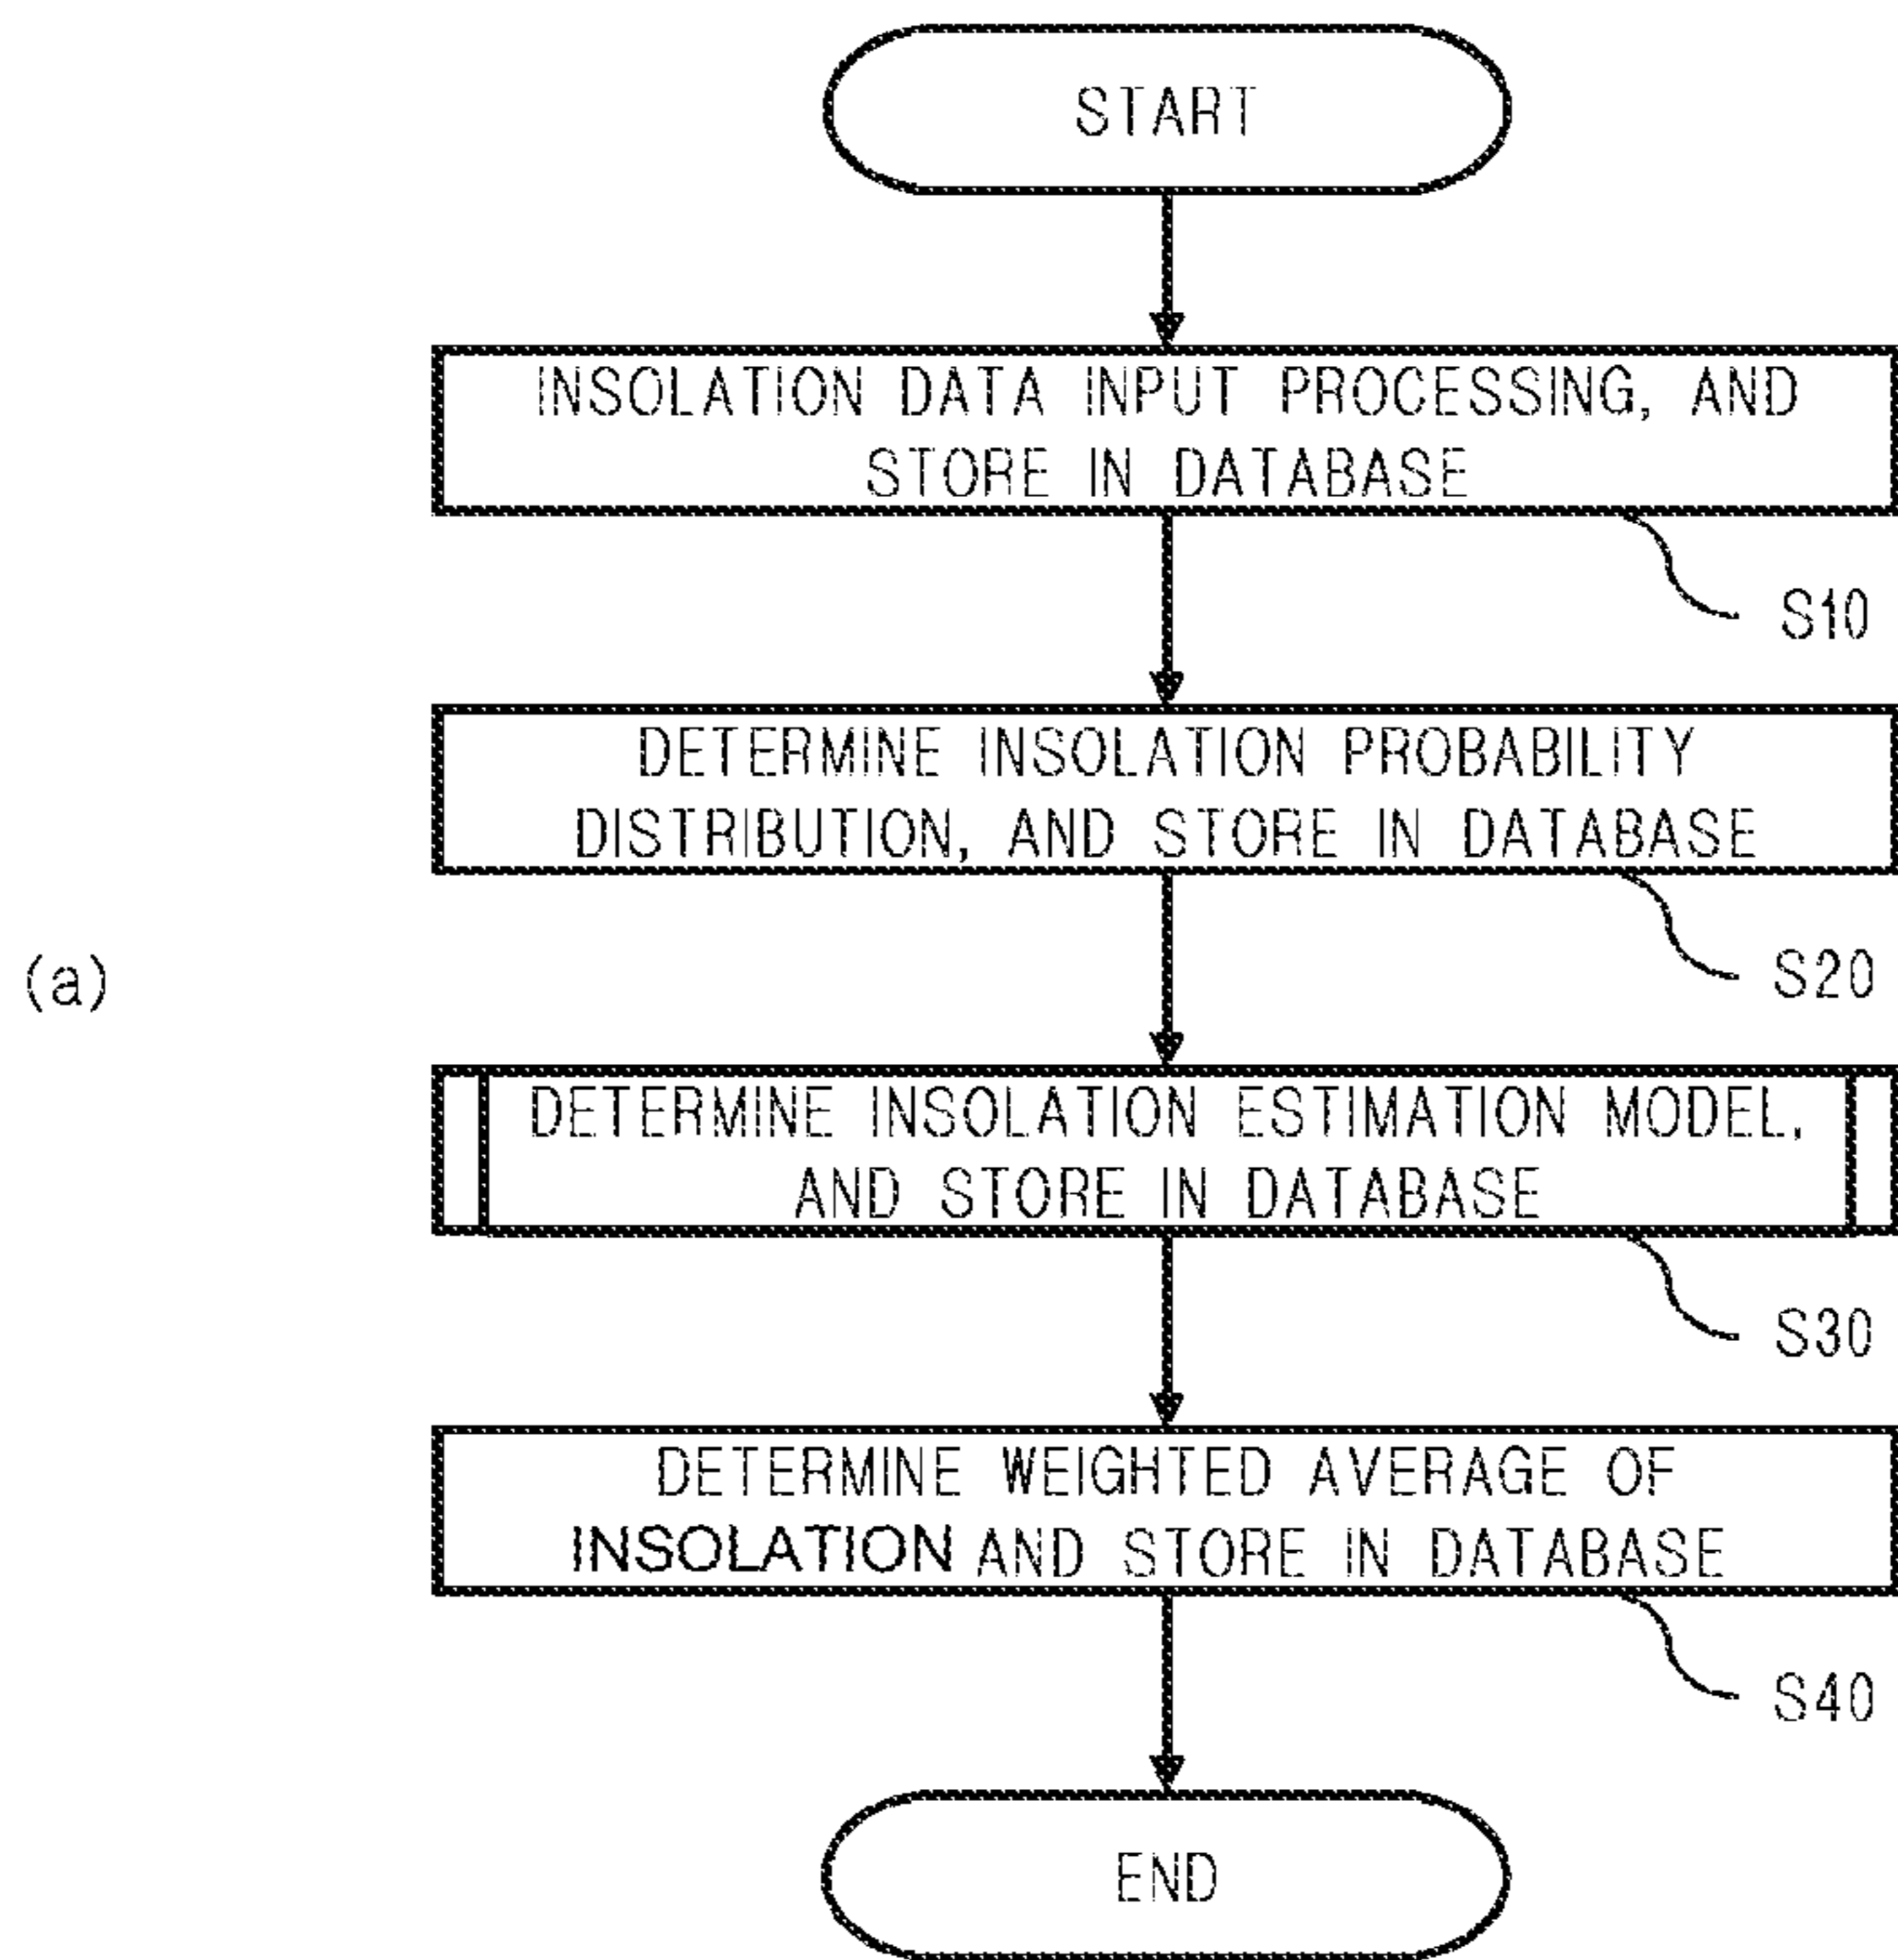 START
INSOLATION DATA INPUT PROCESSING, AND
STORE IN DATABASE
S10
DETERMINE INSOLATION PROBABILITY
DISTRIBUTION, AND STORE IN DATABASE
S20
(a)
DETERMINE INSOLATION ESTIMATION MODEL,
AND STORE IN DATABASE
S30
DETERMINE WEIGHTED AVERAGE OF
INSOLATION AND STORE IN DATABASE
S40
END